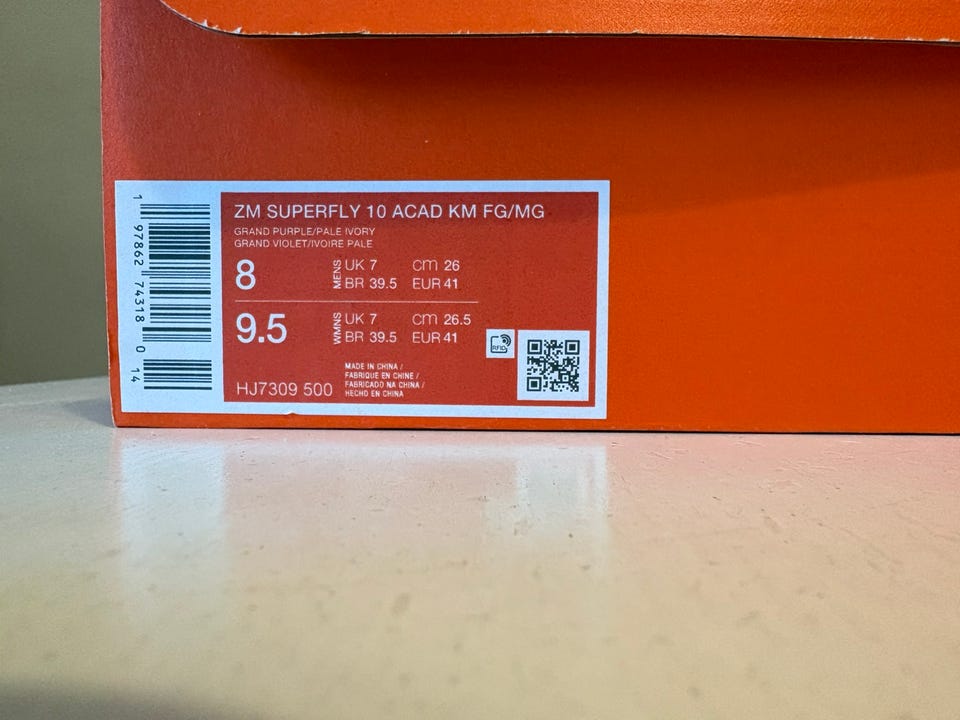 ZM SUPERFLY 10 ACAD KM FG/MG
GRAND PURPLE/PALE IVORY
GRAND VIOLET/IVOIRE PALE
8 MENS UK 7 cm 26
BR 39.5 EUR 41
9.5 WMNS UK 7 cm 26.5
BR 39.5 EUR 41
RFID
HJ7309 500
MADE IN CHINA /
FABRIQUE EN CHINE /
FABRICADO NA CHINA /
HECHO EN CHINA
1 97862 74318 0 14